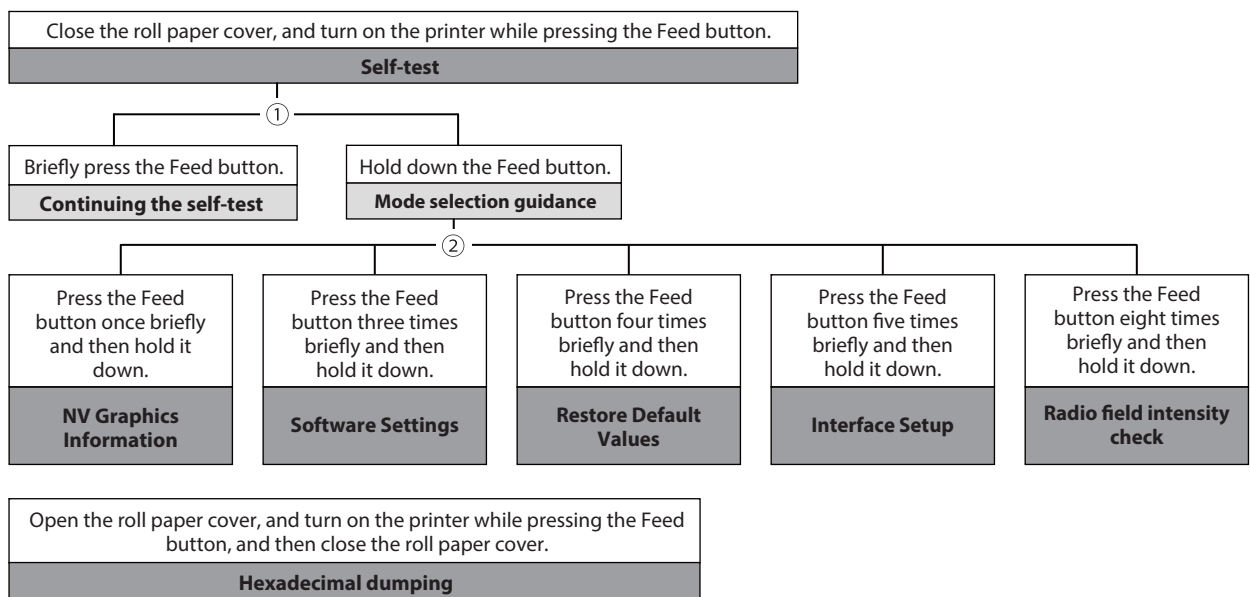 Close the roll paper cover, and turn on the printer while pressing the Feed button.
Self-test
①
Briefly press the Feed button.
Continuing the self-test
Hold down the Feed button.
Mode selection guidance
②
Press the Feed
button once briefly
and then hold it
down.
NV Graphics
Information
Press the Feed
button three times
briefly and then
hold it down.
Software Settings
Press the Feed
button four times
briefly and then
hold it down.
Restore Default
Values
Press the Feed
button five times
briefly and then
hold it down.
Interface Setup
Press the Feed
button eight times
briefly and then
hold it down.
Radio field intensity
check
Open the roll paper cover, and turn on the printer while pressing the Feed
button, and then close the roll paper cover.
Hexadecimal dumping